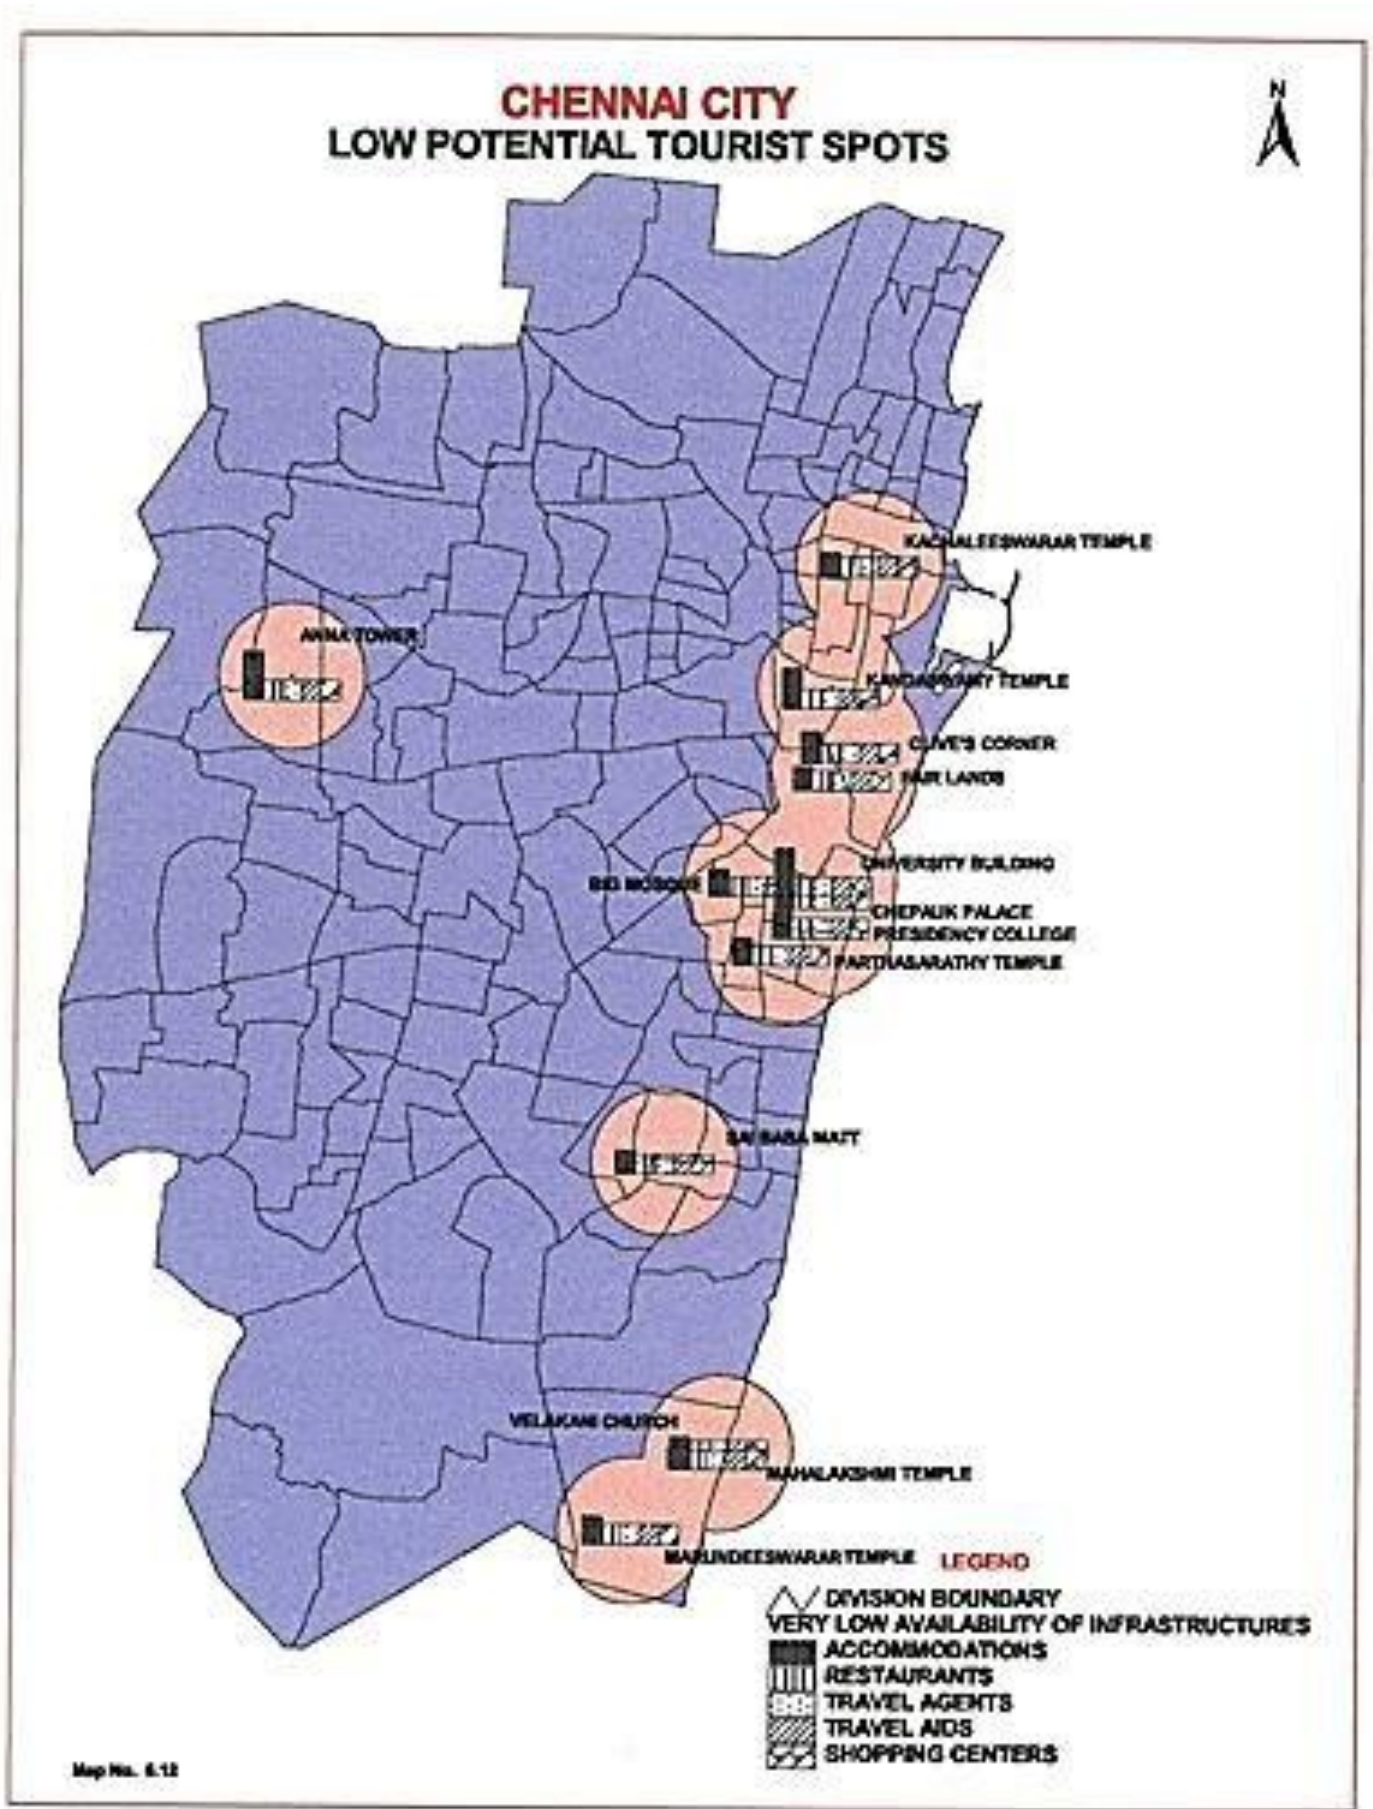 N
CHENNAI CITY
LOW POTENTIAL TOURIST SPOTS
KACHALEESWARAR TEMPLE
ANNA TOWER
KANDASWAMY TEMPLE
CLIVE'S CORNER
FAIR LANDS
UNIVERSITY BUILDING
BIG MOSQUE
CHEPAUK PALACE
PRESIDENCY COLLEGE
PARTHASARATHY TEMPLE
SAI BABA MATT
VELAKANI CHURCH
MAHALAKSHMI TEMPLE
MARUNDEESWARAR TEMPLE
LEGEND
DIVISION BOUNDARY
VERY LOW AVAILABILITY OF INFRASTRUCTURES
ACCOMMODATIONS
RESTAURANTS
TRAVEL AGENTS
TRAVEL AIDS
SHOPPING CENTERS
Map No. 6.12